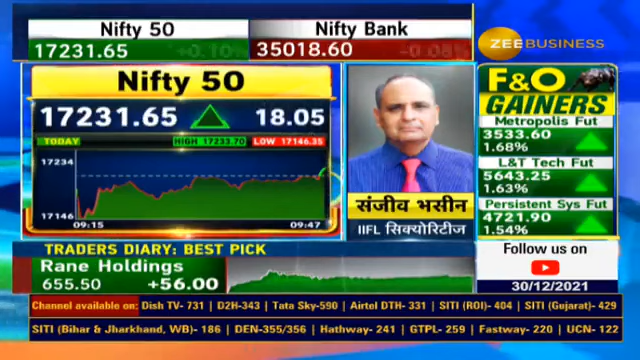 Nifty 50
17231.65 +0.10%
Nifty Bank
35018.60 -0.08%
ZEE BUSINESS
Nifty 50
17231.65 18.05
TODAY HIGH 17233.70 LOW 17146.35
17234
17146
09:15 09:47
संजीव भसीन
IIFL सिक्योरिटीज
F&O
GAINERS
Metropolis Fut
3533.60
1.68%
L&T Tech Fut
5643.25
1.63%
Persistent Sys Fut
4721.90
1.54%
TRADERS DIARY: BEST PICK
Rane Holdings
655.50 +56.00
Follow us on
30/12/2021
Channel available on: Dish TV- 731 | D2H-343 | Tata Sky-590 | Airtel DTH- 331 | SITI (ROI)- 404 | SITI (Gujarat)- 429
SITI (Bihar & Jharkhand, WB)- 186 | DEN-355/356 | Hathway- 241 | GTPL- 259 | Fastway- 220 | UCN- 122